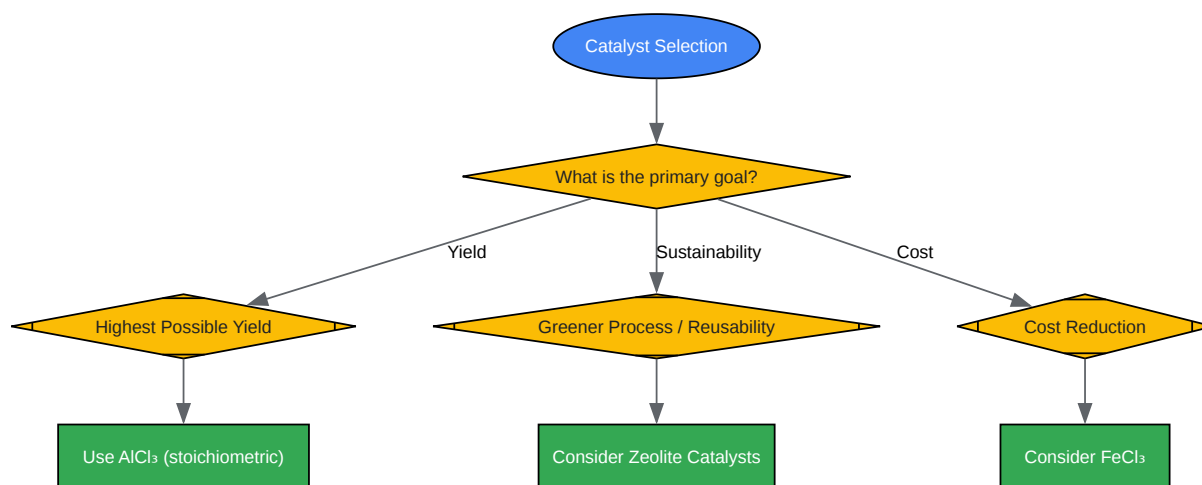 Catalyst Selection
What is the primary goal?
Yield
Sustainability
Cost
Highest Possible Yield
Greener Process / Reusability
Cost Reduction
Use AlCl₃ (stoichiometric)
Consider Zeolite Catalysts
Consider FeCl₃